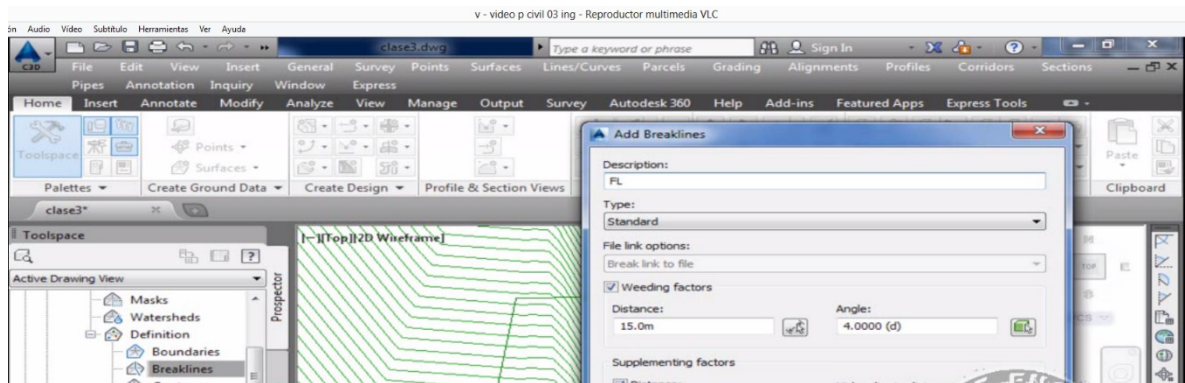 v - video p civil 03 ing - Reproductor multimedia VLC
ón Audio Vídeo Subtítulo Herramientas Ver Ayuda
C3D
clase3.dwg
Type a keyword or phrase
Sign In
File Edit View Insert General Survey Points Surfaces Lines/Curves Parcels Grading Alignments Profiles Corridors Sections
Pipes Annotation Inquiry Window Express
Home Insert Annotate Modify Analyze View Manage Output Survey Autodesk 360 Help Add-ins Featured Apps Express Tools
Toolspace
Points
Surfaces
Paste
Palettes Create Ground Data Create Design Profile & Section Views Clipboard
clase3*
Toolspace
Active Drawing View
Prospector
Masks
Watersheds
Definition
Boundaries
Breaklines
[-][Top][2D Wireframe]
Add Breaklines
Description:
FL
Type:
Standard
File link options:
Break link to file
Weeding factors
Distance: Angle:
15.0m 4.0000 (d)
Supplementing factors
TOP
E